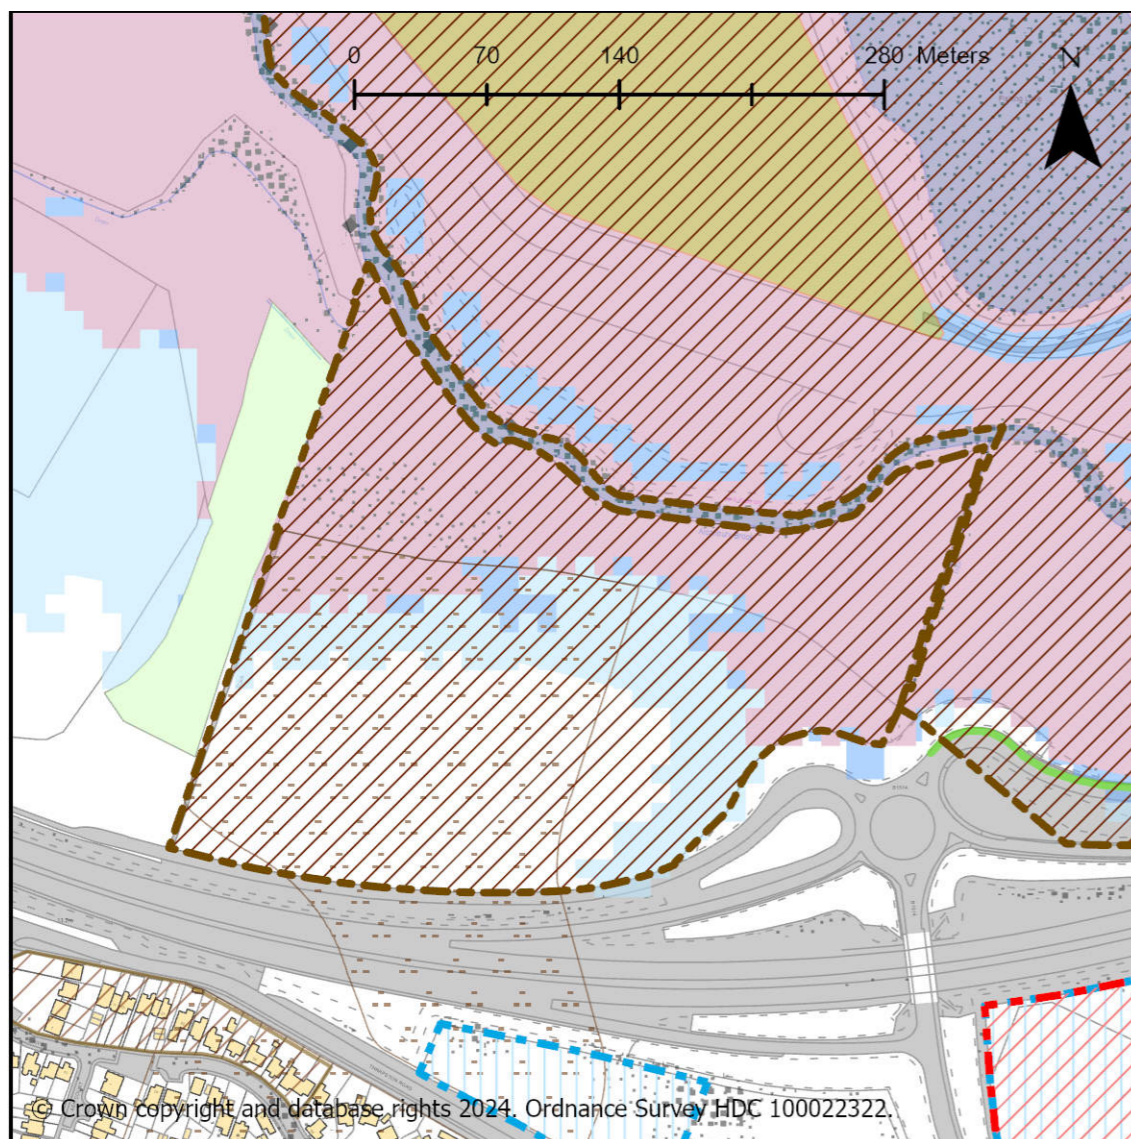 0 70 140 280 Meters
N
© Crown copyright and database rights 2024. Ordnance Survey HDC 100022322.